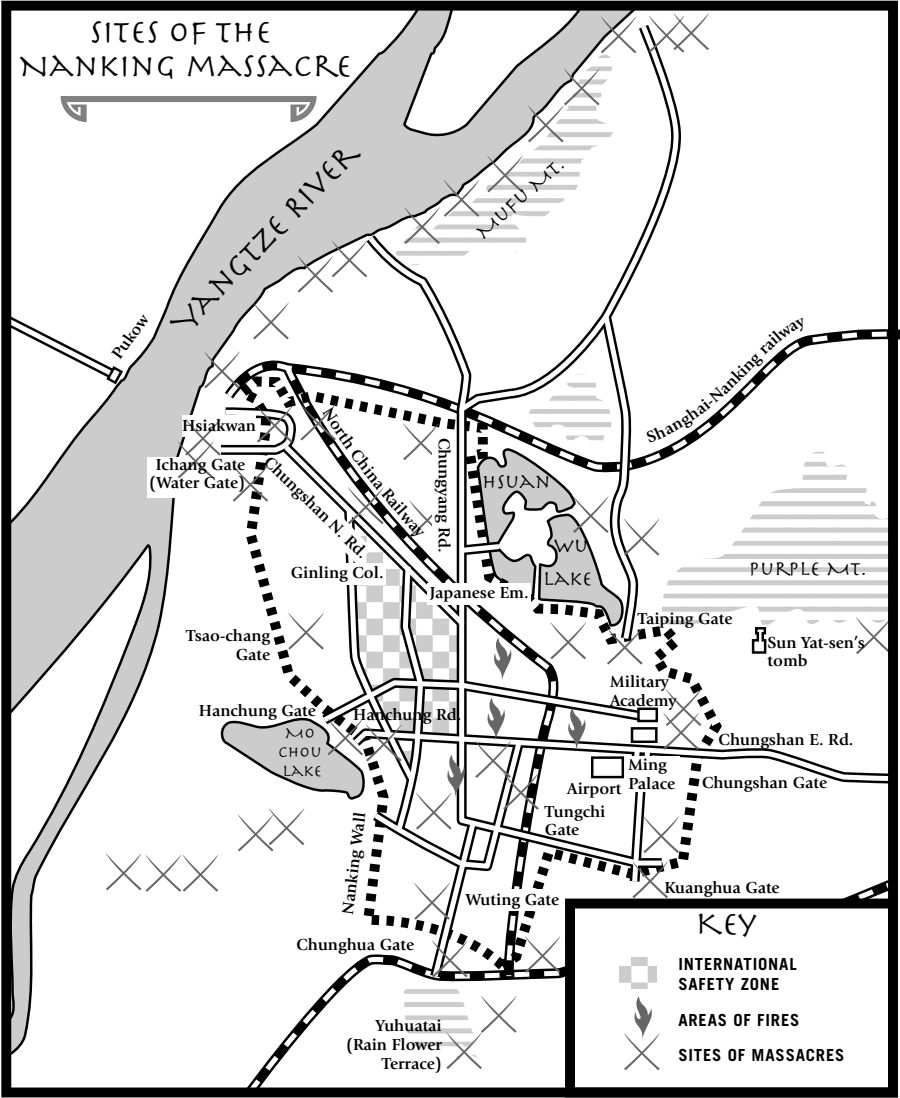 SITES OF THE
NANKING MASSACRE
YANGTZE RIVER
MUFU MT.
Pukow
Shanghai-Nanking railway
Hsiakwan
North China Railway
Chungyang Rd.
Ichang Gate
(Water Gate)
Chungshan N. Rd.
HSUAN
WU
LAKE
PURPLE MT.
Ginling Col.
Japanese Em.
Taiping Gate
Tsao-chang
Gate
Sun Yat-sen's
tomb
Military
Academy
Hanchung Gate
Hanchung Rd.
MO
CHOU
LAKE
Chungshan E. Rd.
Ming
Palace
Chungshan Gate
Airport
Tungchi
Gate
Nanking Wall
Kuanghua Gate
Wuting Gate
Chunghua Gate
Yuhuatai
(Rain Flower
Terrace)
KEY
INTERNATIONAL
SAFETY ZONE
AREAS OF FIRES
SITES OF MASSACRES